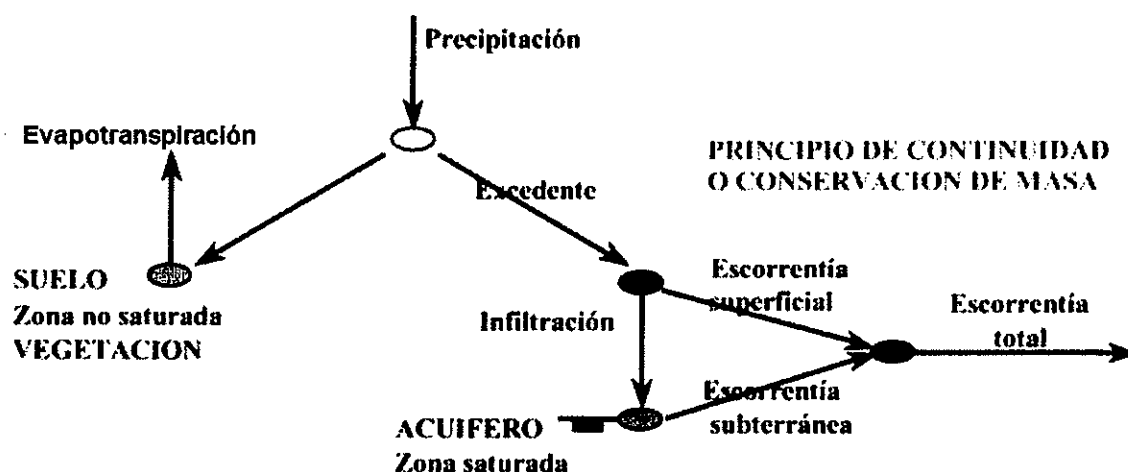 Precipitación
Evapotranspiración
PRINCIPIO DE CONTINUIDAD
O CONSERVACION DE MASA
Excedente
SUELO
Zona no saturada
VEGETACION
Escorrentía
superficial
Infiltración
Escorrentía
total
Escorrentía
subterránea
ACUIFERO
Zona saturada